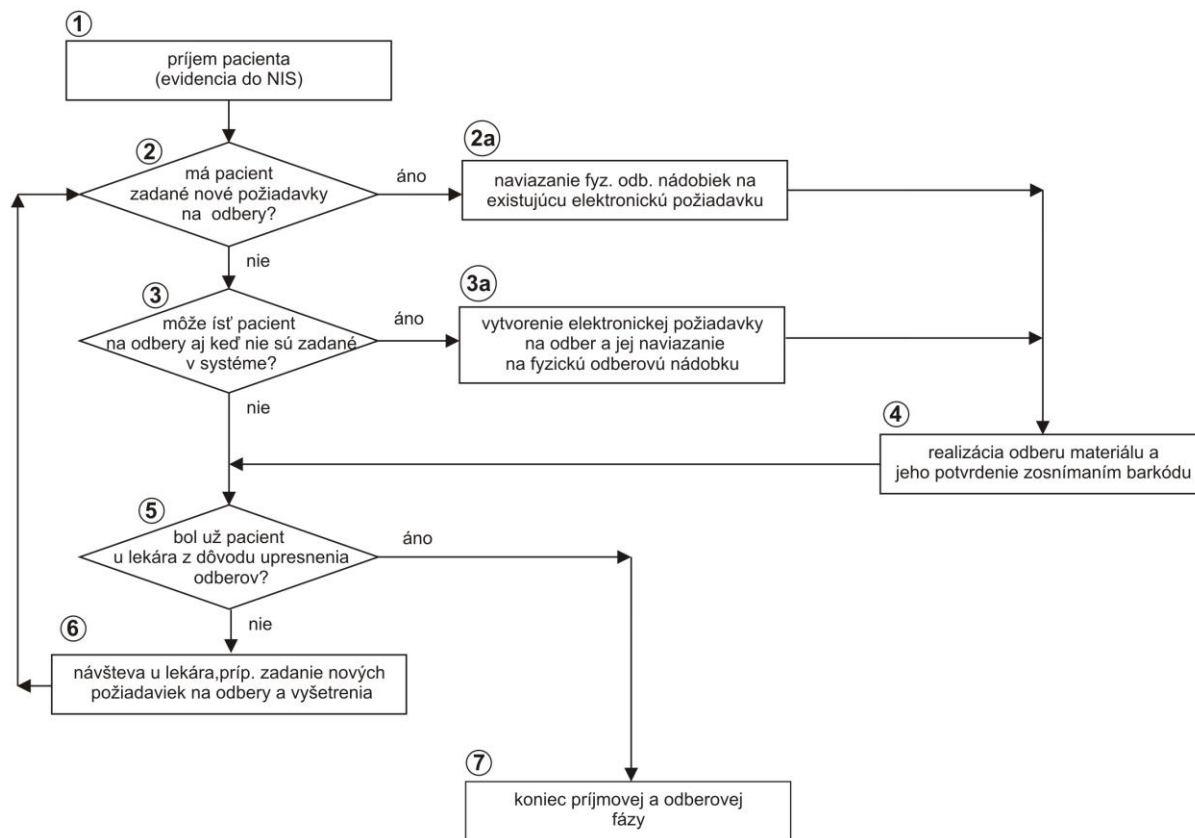 1
príjem pacienta
(evidencia do NIS)
2
má pacient
zadané nové požiadavky
na odbery?
áno
2a
naviazanie fyz. odb. nádobiek na
existujúcu elektronickú požiadavku
nie
3
môže ísť pacient
na odbery aj keď nie sú zadané
v systéme?
áno
3a
vytvorenie elektronickej požiadavky
na odber a jej naviazanie
na fyzickú odberovú nádobku
nie
4
realizácia odberu materiálu a
jeho potvrdenie zosnímaním barkódu
5
bol už pacient
u lekára z dôvodu upresnenia
odberov?
áno
nie
6
návšteva u lekára,príp. zadanie nových
požiadaviek na odbery a vyšetrenia
7
koniec príjmovej a odberovej
fázy